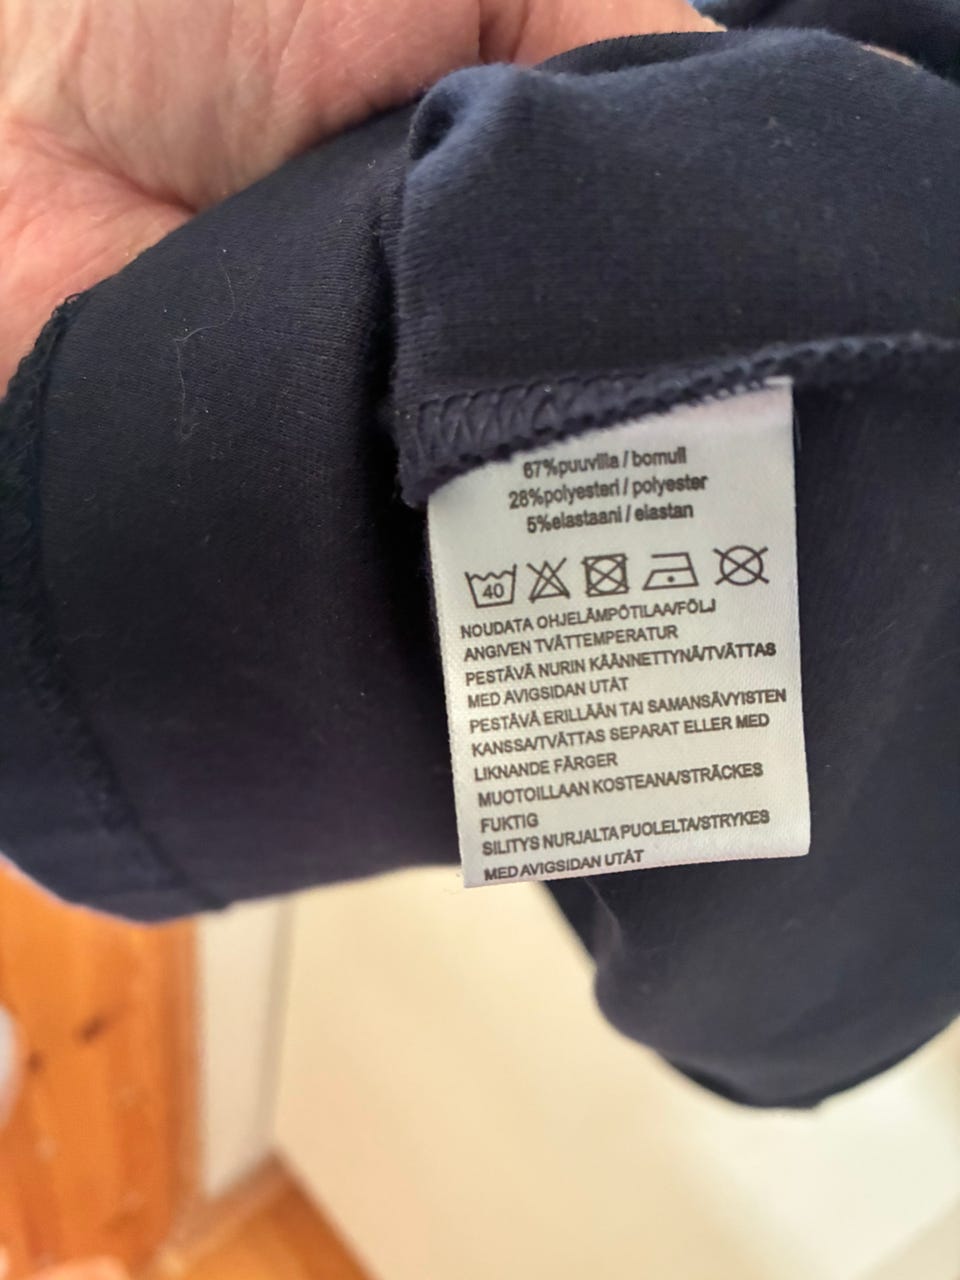 67%puuvilla / bomull
28%polyesteri / polyester
5%elastaani / elastan
40
NOUDATA OHJELÄMPÖTILAA/FÖLJ
ANGIVEN TVÄTTEMPERATUR
PESTÄVÄ NURIN KÄÄNNETTYNÄ/TVÄTTAS
MED AVIGSIDAN UTÅT
PESTÄVÄ ERILLÄÄN TAI SAMANSÄVYISTEN
KANSSA/TVÄTTAS SEPARAT ELLER MED
LIKNANDE FÄRGER
MUOTOILLAAN KOSTEANA/STRÄCKES
FUKTIG
SILITYS NURJALTA PUOLELTA/STRYKES
MED AVIGSIDAN UTÅT